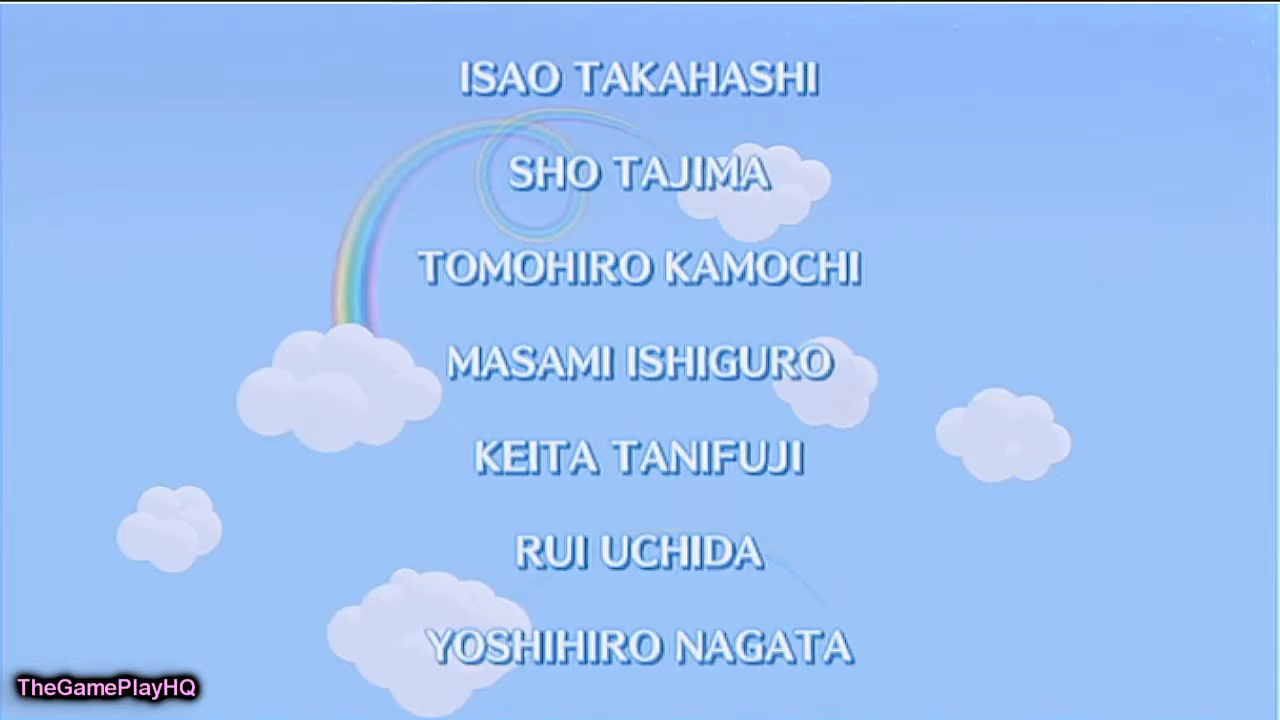 ISAO TAKAHASHI
SHO TAJIMA
TOMOHIRO KAMOCHI
MASAMI ISHIGURO
KEITA TANIFUJI
RUI UCHIDA
YOSHIHIRO NAGATA
TheGamePlayHQ